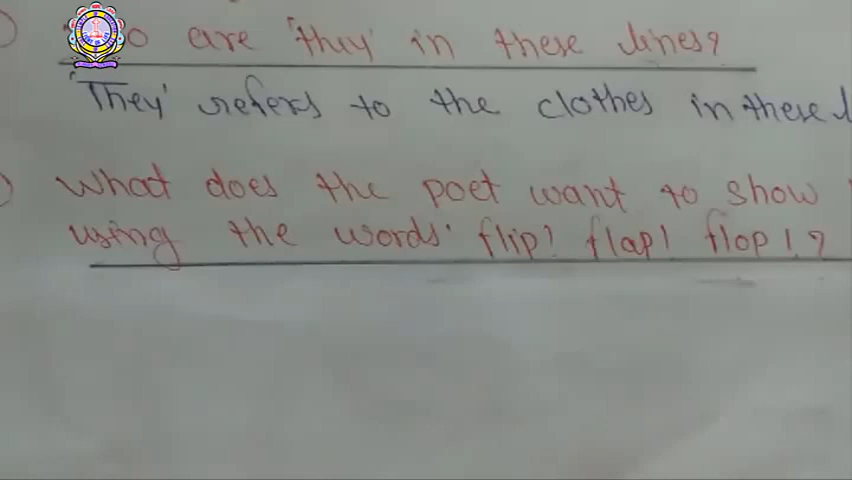 are 'they' in these lines?
'They' refers to the clothes in these
What does the poet want to show
using the words 'flip! flap! flop!?